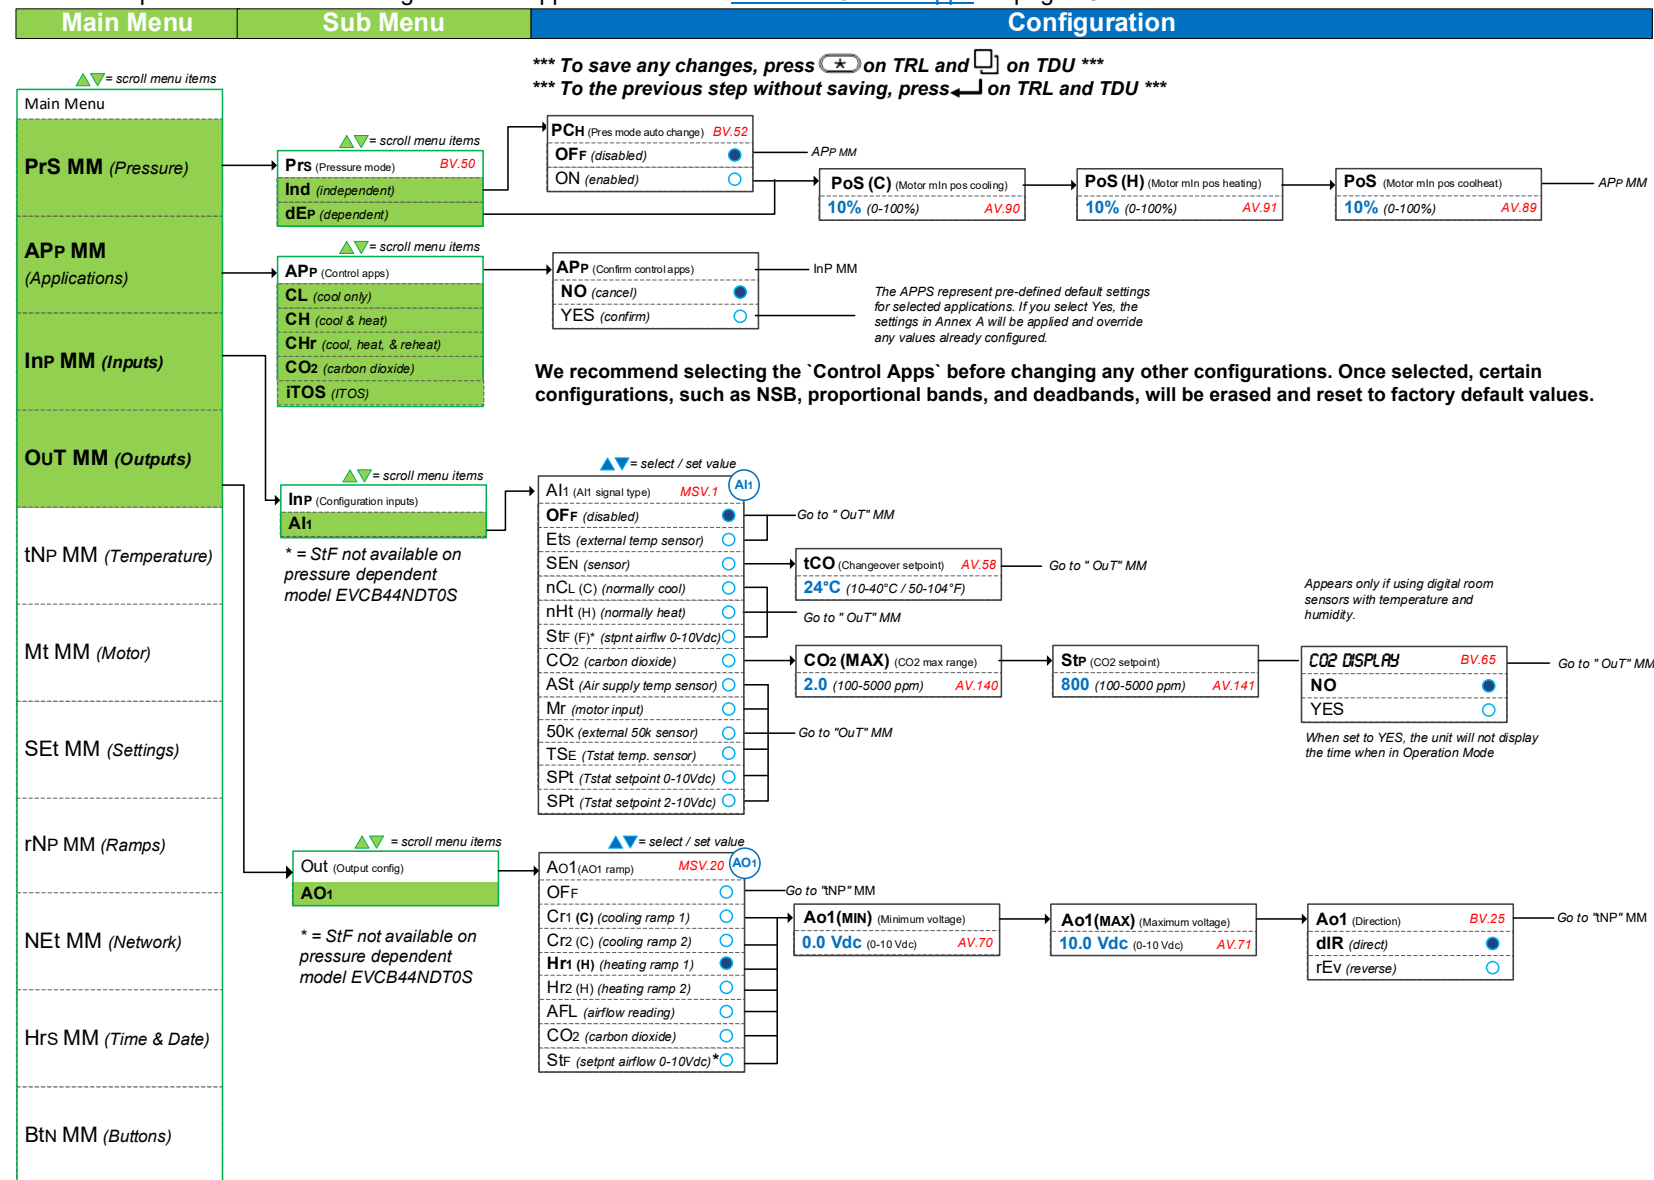 Main Menu
Sub Menu
Configuration
*** To save any changes, press on TRL and on TDU ***
*** To the previous step without saving, press on TRL and TDU ***
= scroll menu items
Main Menu
PrS MM (Pressure)
APP MM
(Applications)
InP MM (Inputs)
OUT MM (Outputs)
tNP MM (Temperature)
Mt MM (Motor)
SEt MM (Settings)
rNP MM (Ramps)
NEt MM (Network)
Hrs MM (Time & Date)
BtN MM (Buttons)
= scroll menu items
Prs (Pressure mode) BV.50
Ind (independent)
dEP (dependent)
PCH (Pres mode auto change) BV.52
OFF (disabled)
ON (enabled)
APP MM
PoS (C) (Motor mIn pos cooling)
10% (0-100%) AV.90
PoS (H) (Motor mIn pos heating)
10% (0-100%) AV.91
PoS (Motor mIn pos coolheat)
10% (0-100%) AV.89
APP MM
= scroll menu items
APP (Control apps)
CL (cool only)
CH (cool & heat)
CHr (cool, heat, & reheat)
CO2 (carbon dioxide)
iTOS (ITOS)
APP (Confirm control apps)
NO (cancel)
YES (confirm)
InP MM
The APPS represent pre-defined default settings
for selected applications. If you select Yes, the
settings in Annex A will be applied and override
any values already configured.
We recommend selecting the `Control Apps` before changing any other configurations. Once selected, certain
configurations, such as NSB, proportional bands, and deadbands, will be erased and reset to factory default values.
= scroll menu items
InP (Configuration inputs)
AI1
* = StF not available on
pressure dependent
model EVCB44NDT0S
= select / set value
AI1 (AI1 signal type) MSV.1 AI1
OFF (disabled)
Ets (external temp sensor)
SEN (sensor)
nCL (C) (normally cool)
nHt (H) (normally heat)
StF (F)* (stpnt airflw 0-10Vdc)
CO2 (carbon dioxide)
ASt (Air supply temp sensor)
Mr (motor input)
50K (external 50k sensor)
TSE (Tstat temp. sensor)
SPt (Tstat setpoint 0-10Vdc)
SPt (Tstat setpoint 2-10Vdc)
Go to " OuT" MM
tCO (Changeover setpoint) AV.58
24°C (10-40°C / 50-104°F)
Go to " OuT" MM
Go to " OuT" MM
CO2 (MAX) (CO2 max range)
2.0 (100-5000 ppm) AV.140
StP (CO2 setpoint)
800 (100-5000 ppm) AV.141
Appears only if using digital room
sensors with temperature and
humidity.
CO2 DISPLAY BV.65
NO
YES
Go to " OuT" MM
When set to YES, the unit will not display
the time when in Operation Mode
Go to "OuT" MM
= scroll menu items
Out (Output config)
AO1
* = StF not available on
pressure dependent
model EVCB44NDT0S
= select / set value
AO1 (AO1 ramp) MSV.20 AO1
OFF
Cr1 (C) (cooling ramp 1)
Cr2 (C) (cooling ramp 2)
Hr1 (H) (heating ramp 1)
Hr2 (H) (heating ramp 2)
AFL (airflow reading)
CO2 (carbon dioxide)
StF (setpnt airflow 0-10Vdc)*
Go to "tNP" MM
Ao1(MIN) (Minimum voltage)
0.0 Vdc (0-10 Vdc) AV.70
Ao1(MAX) (Maximum voltage)
10.0 Vdc (0-10 Vdc) AV.71
Ao1 (Direction) BV.25
dIR (direct)
rEv (reverse)
Go to "tNP" MM